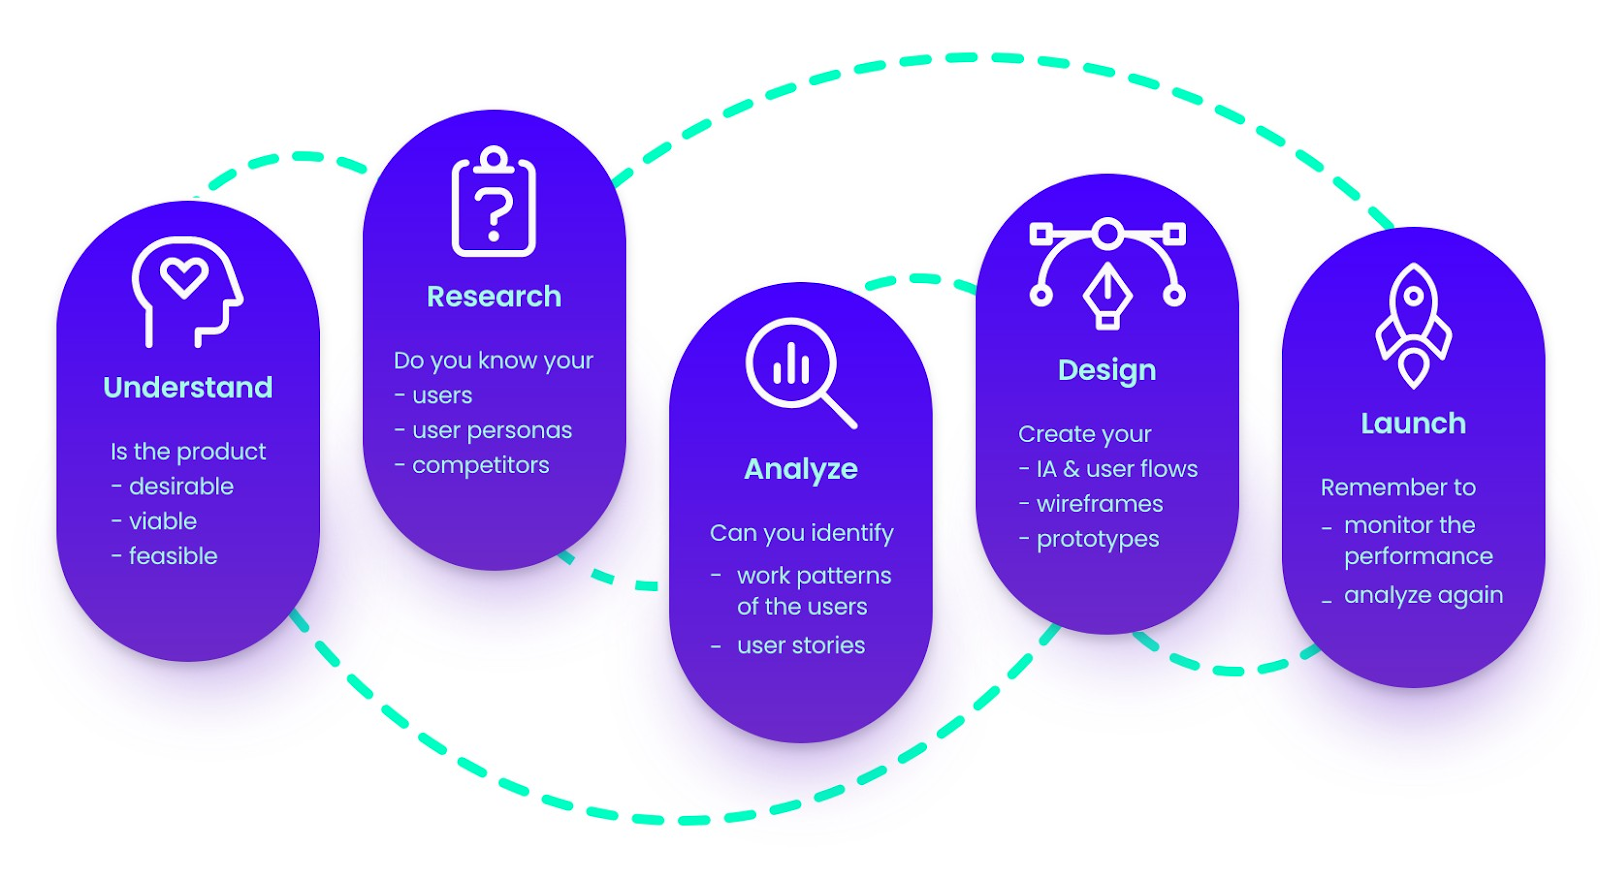 Understand
Is the product
- desirable
- viable
- feasible
?
Research
Do you know your
- users
- user personas
- competitors
Analyze
Can you identify
- work patterns
of the users
- user stories
Design
Create your
- IA & user flows
- wireframes
- prototypes
Launch
Remember to
- monitor the
performance
- analyze again